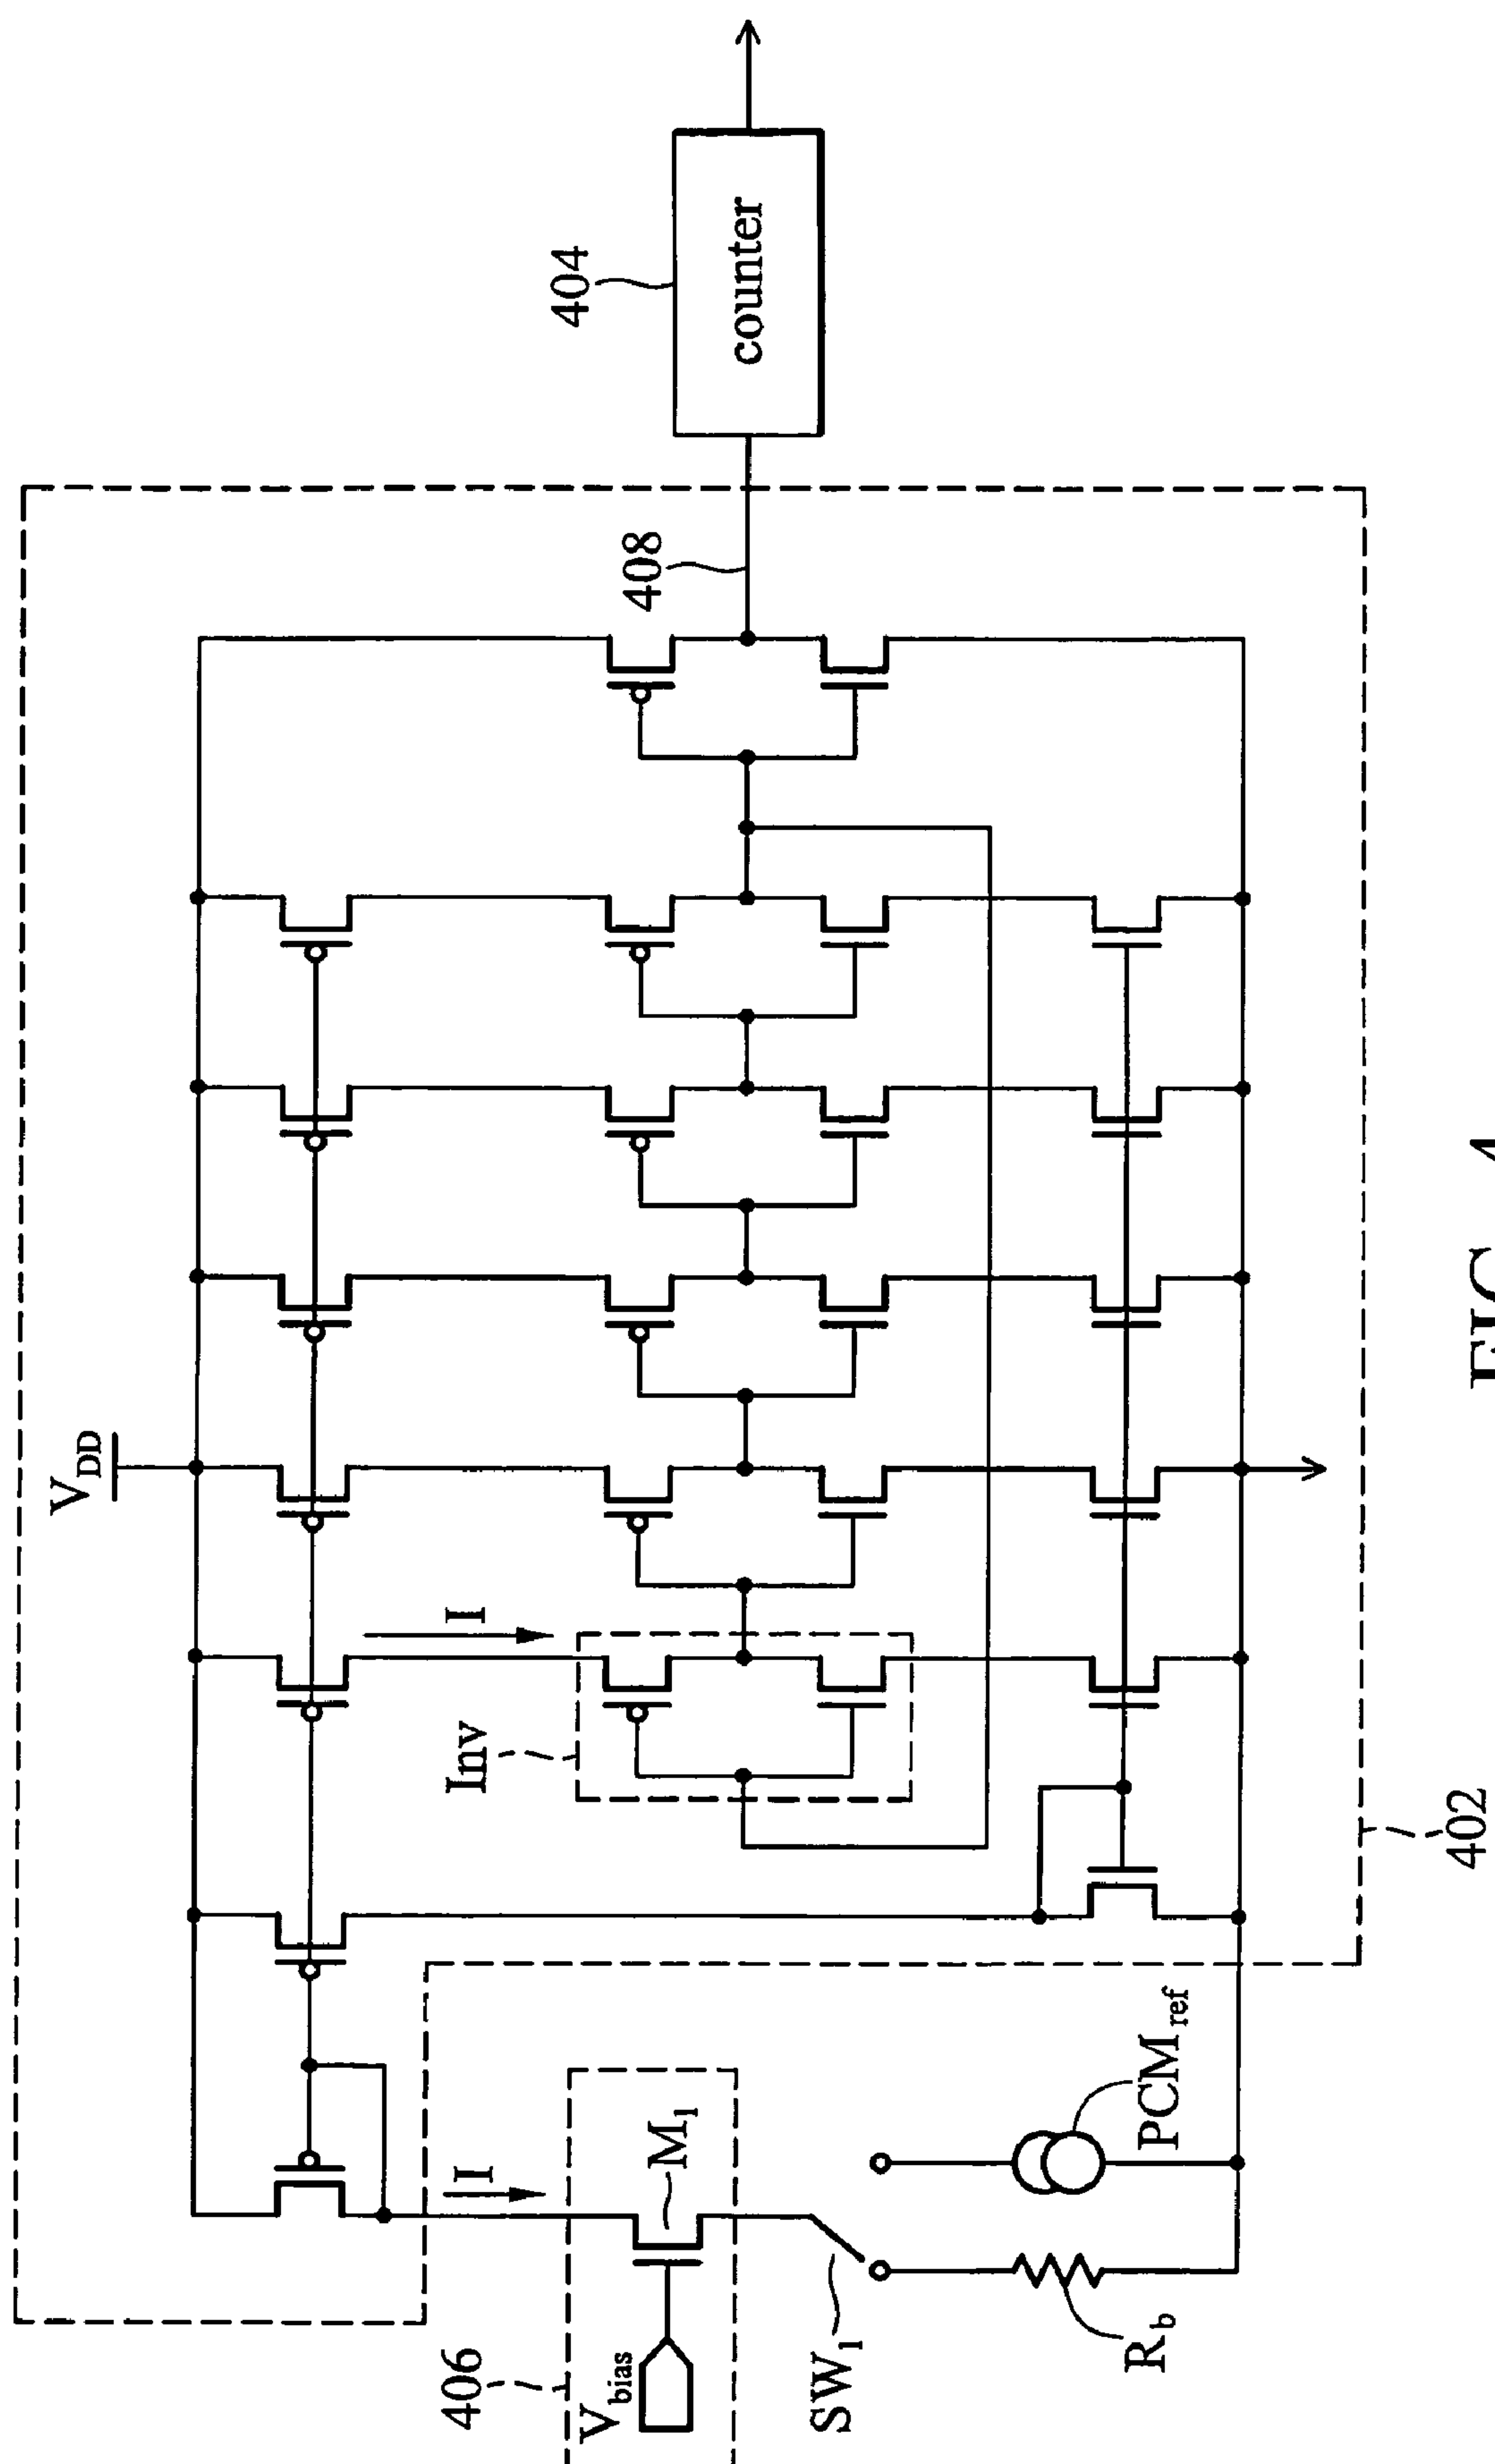 V_DD
404
counter
408
I
Inv
402
I
M_1
406
V_bias
SW_1
R_b
PCM_ref